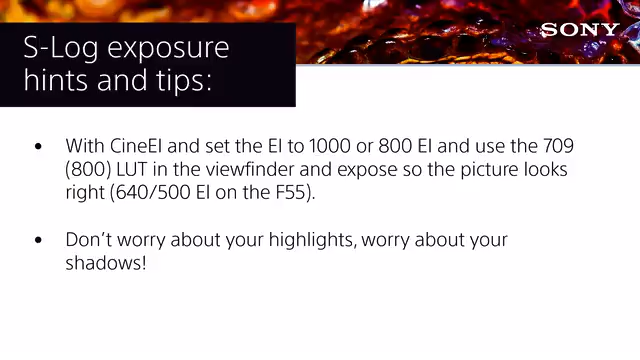 SONY
S-Log exposure
hints and tips:
• With CineEI and set the EI to 1000 or 800 EI and use the 709
(800) LUT in the viewfinder and expose so the picture looks
right (640/500 EI on the F55).
• Don’t worry about your highlights, worry about your
shadows!